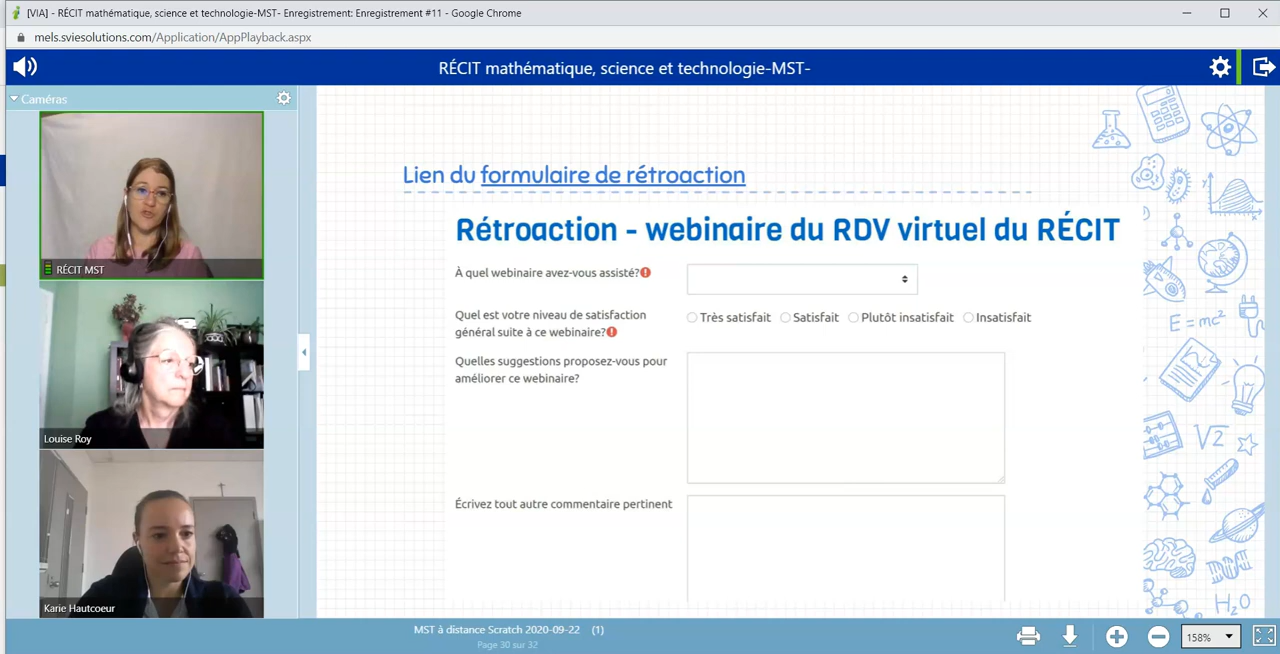 [VIA] - RÉCIT mathématique, science et technologie-MST- Enregistrement: Enregistrement #11 - Google Chrome
mels.sviesolutions.com/Application/AppPlayback.aspx
RÉCIT mathématique, science et technologie-MST-
Caméras
RÉCIT MST
Louise Roy
Karie Hautcoeur
Lien du formulaire de rétroaction
Rétroaction - webinaire du RDV virtuel du RÉCIT
À quel webinaire avez-vous assisté?
Quel est votre niveau de satisfaction
général suite à ce webinaire?
Très satisfait Satisfait Plutôt insatisfait Insatisfait
Quelles suggestions proposez-vous pour
améliorer ce webinaire?
Écrivez tout autre commentaire pertinent
E=mc²
√2
H₂O
MST à distance Scratch 2020-09-22 (1)
Page 30 sur 32
158%